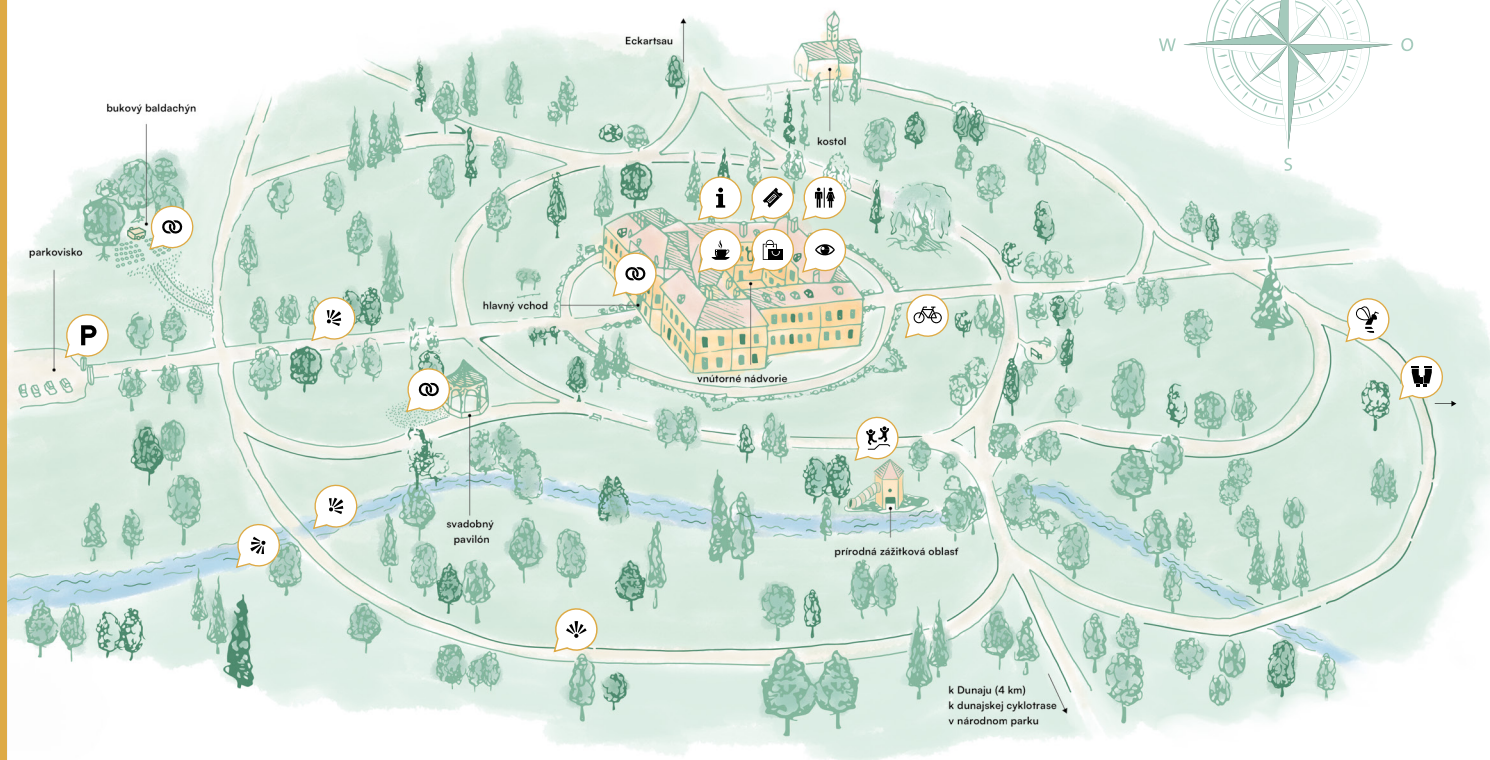 Eckartsau
W
O
S
bukový baldachýn
kostol
parkovisko
P
i
hlavný vchod
vnútorné nádvorie
svadobný
pavilón
prírodná zážitková oblasť
k Dunaju (4 km)
k dunajskej cyklotrase
v národnom parku